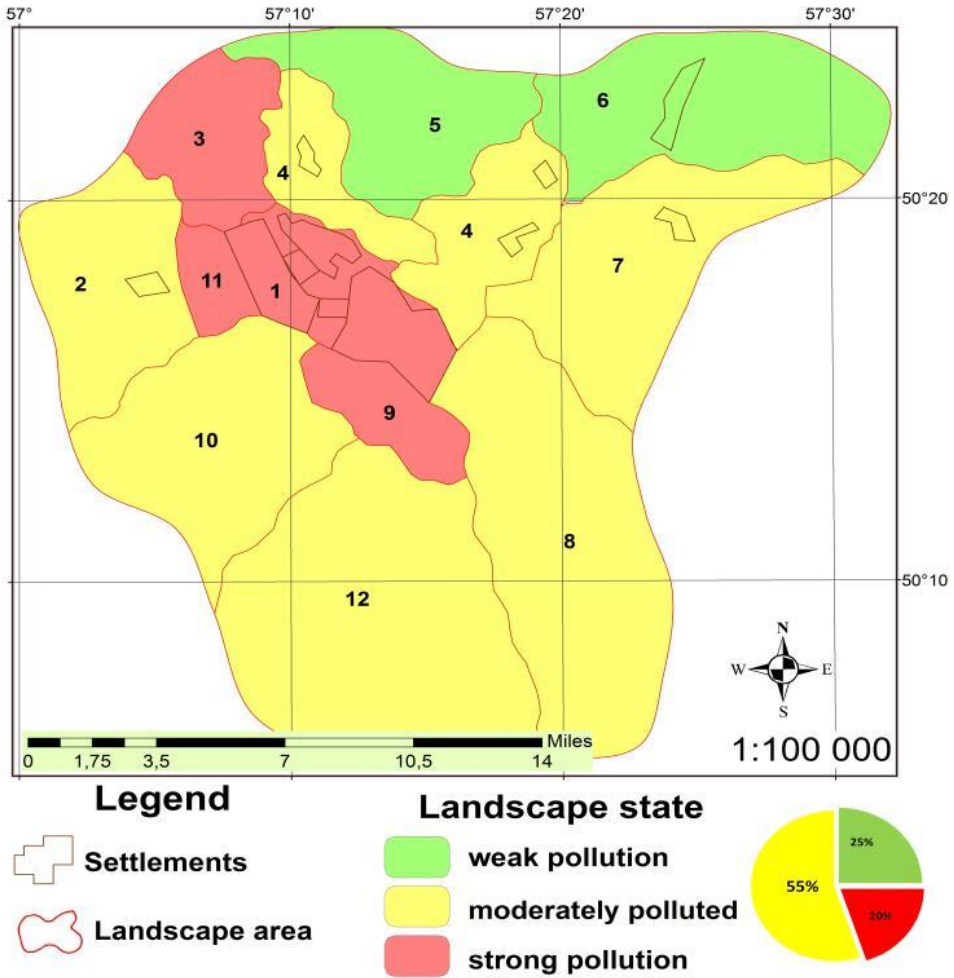 57° 57°10' 57°20' 57°30'
6
5
3
4
50°20
4
7
2
11
1
9
10
8
50°10
12
N
W E
S
Miles
0 1,75 3,5 7 10,5 14
1:100 000
Legend
Settlements
Landscape area
Landscape state
weak pollution
moderately polluted
strong pollution
25%
55%
20%